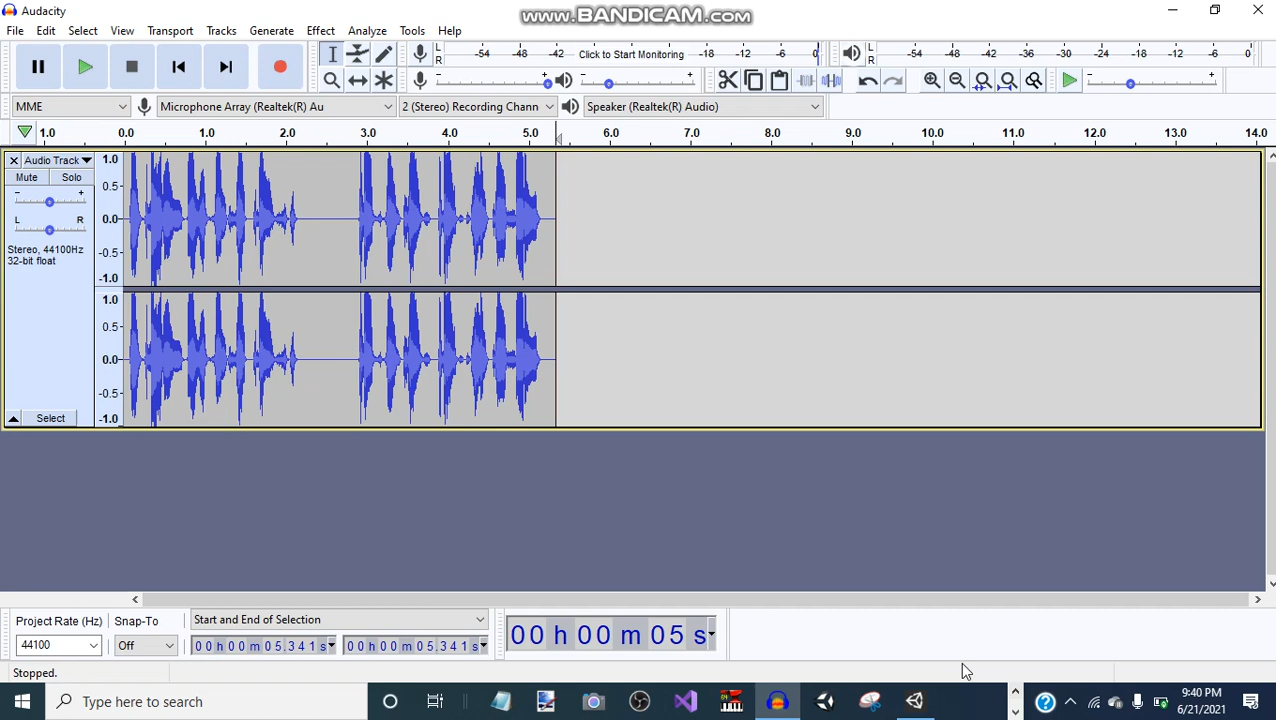 Audacity
www.BANDICAM.com
File Edit Select View Transport Tracks Generate Effect Analyze Tools Help
L R -54 -48 -42 Click to Start Monitoring -18 -12 -6 0
L R -54 -48 -42 -36 -30 -24 -18 -12 -6 0
- + - + - +
MME Microphone Array (Realtek(R) Au 2 (Stereo) Recording Chann Speaker (Realtek(R) Audio)
1.0 0.0 1.0 2.0 3.0 4.0 5.0 6.0 7.0 8.0 9.0 10.0 11.0 12.0 13.0 14.0
Audio Track 1.0
Mute Solo 0.5
- +
L R 0.0
Stereo, 44100Hz -0.5
32-bit float
-1.0
1.0
0.5
0.0
-0.5
Select -1.0
Project Rate (Hz) Snap-To Start and End of Selection
44100 Off 00 h 00 m 05.341 s 00 h 00 m 05.341 s
00 h 00 m 05 s
Stopped.
Type here to search
9:40 PM
6/21/2021